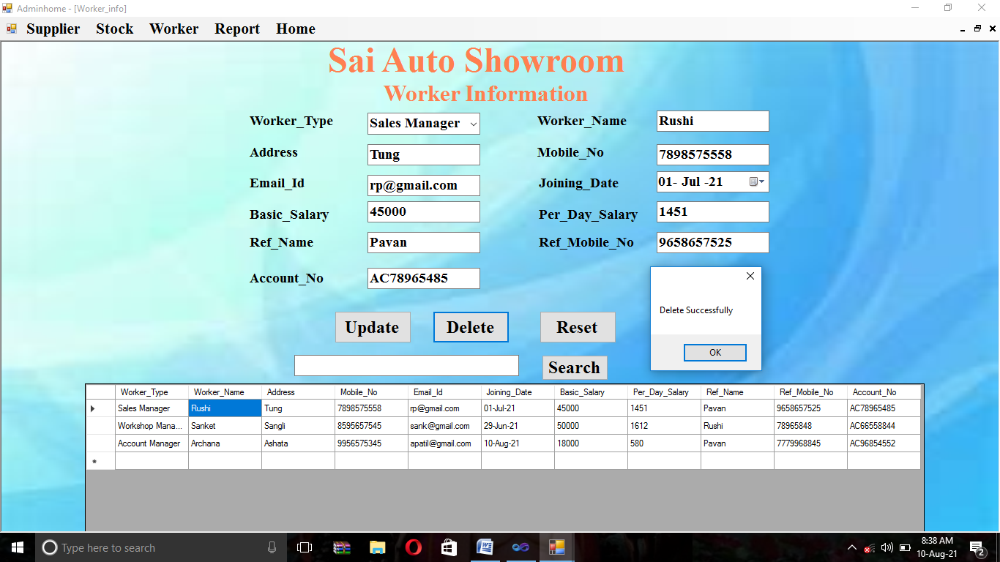 Adminhome - [Worker_info]
Supplier Stock Worker Report Home
Sai Auto Showroom
Worker Information
Worker_Type Sales Manager Worker_Name Rushi
Address Tung Mobile_No 7898575558
Email_Id rp@gmail.com Joining_Date 01- Jul -21
Basic_Salary 45000 Per_Day_Salary 1451
Ref_Name Pavan Ref_Mobile_No 9658657525
Account_No AC78965485
Delete Successfully
OK
Update Delete Reset
Search
Worker_Type Worker_Name Address Mobile_No Email_Id Joining_Date Basic_Salary Per_Day_Salary Ref_Name Ref_Mobile_No Account_No
Sales Manager Rushi Tung 7898575558 rp@gmail.com 01-Jul-21 45000 1451 Pavan 9658657525 AC78965485
Workshop Mana... Sanket Sangli 8595657545 sank@gmail.com 29-Jun-21 50000 1612 Rushi 78965848 AC66558844
Account Manager Archana Ashata 9956575345 apatil@gmail.com 10-Aug-21 18000 580 Pavan 7779968845 AC96854552
*
Type here to search
8:38 AM
10-Aug-21
2